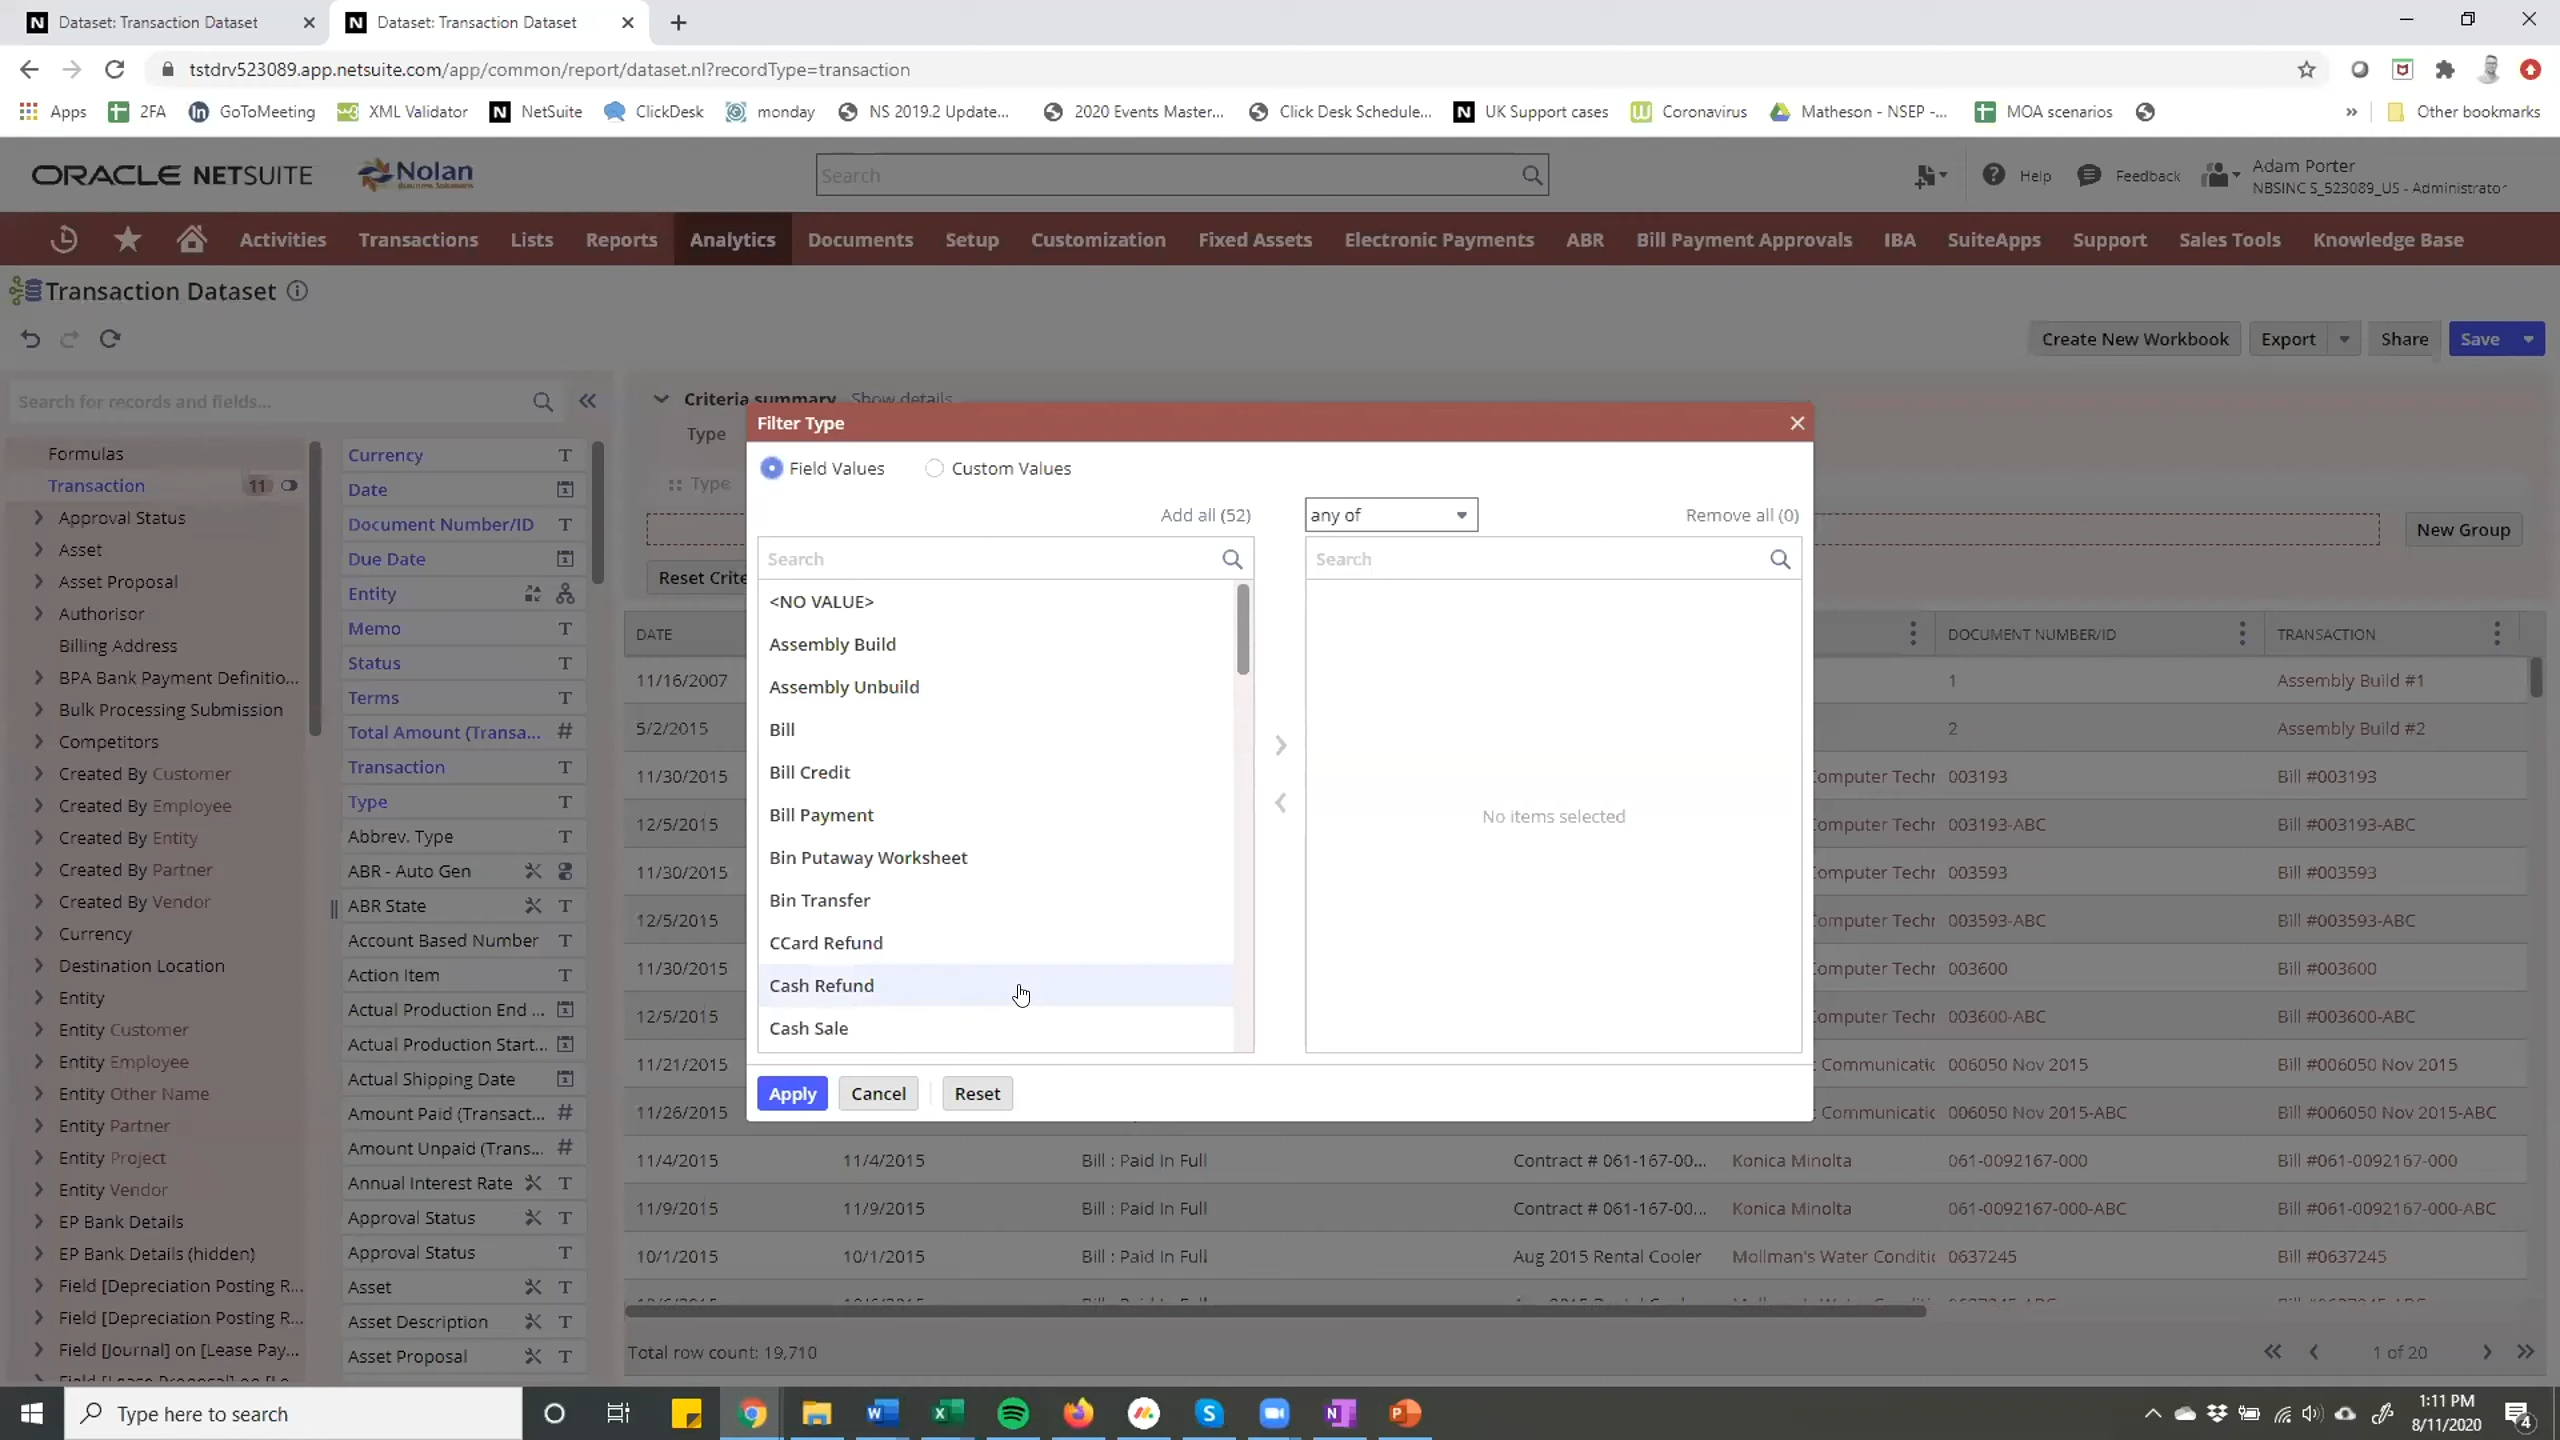 Dataset: Transaction Dataset
Dataset: Transaction Dataset
tstdrv523089.app.netsuite.com/app/common/report/dataset.nl?recordType=transaction
Apps 2FA GoToMeeting XML Validator NetSuite ClickDesk monday NS 2019.2 Update... 2020 Events Master... Click Desk Schedule... UK Support cases Coronavirus Matheson - NSEP -... MOA scenarios » Other bookmarks
ORACLE NETSUITE Nolan Business Solutions Search Help Feedback Adam Porter
NBSINC S_523089_US - Administrator
Activities Transactions Lists Reports Analytics Documents Setup Customization Fixed Assets Electronic Payments ABR Bill Payment Approvals IBA SuiteApps Support Sales Tools Knowledge Base
Transaction Dataset
Create New Workbook Export Share Save
Search for records and fields...
Formulas
Transaction 11
Approval Status
Asset
Asset Proposal
Authorisor
Billing Address
BPA Bank Payment Definitio...
Bulk Processing Submission
Competitors
Created By Customer
Created By Employee
Created By Entity
Created By Partner
Created By Vendor
Currency
Destination Location
Entity
Entity Customer
Entity Employee
Entity Other Name
Entity Partner
Entity Project
Entity Vendor
EP Bank Details
EP Bank Details (hidden)
Field [Depreciation Posting R...
Field [Depreciation Posting R...
Field [Journal] on [Lease Pay...
Currency T
Date
Document Number/ID T
Due Date
Entity
Memo T
Status T
Terms T
Total Amount (Transa... #
Transaction T
Type T
Abbrev. Type T
ABR - Auto Gen
ABR State T
Account Based Number T
Action Item T
Actual Production End ...
Actual Production Start...
Actual Shipping Date
Amount Paid (Transact... #
Amount Unpaid (Trans... #
Annual Interest Rate T
Approval Status T
Approval Status T
Asset T
Asset Description T
Asset Proposal T
Criteria summary Show details
Type
Type
New Group
Reset Crite
Filter Type
Field Values Custom Values
Add all (52) any of Remove all (0)
Search Search
<NO VALUE>
Assembly Build
Assembly Unbuild
Bill
Bill Credit
Bill Payment
Bin Putaway Worksheet
Bin Transfer
CCard Refund
Cash Refund
Cash Sale
No items selected
Apply Cancel Reset
DATE DOCUMENT NUMBER/ID TRANSACTION
11/16/2007 1 Assembly Build #1
5/2/2015 2 Assembly Build #2
11/30/2015 omputer Techr 003193 Bill #003193
12/5/2015 omputer Techr 003193-ABC Bill #003193-ABC
11/30/2015 omputer Techr 003593 Bill #003593
12/5/2015 omputer Techr 003593-ABC Bill #003593-ABC
11/30/2015 omputer Techr 003600 Bill #003600
12/5/2015 omputer Techr 003600-ABC Bill #003600-ABC
11/21/2015 Communicatic 006050 Nov 2015 Bill #006050 Nov 2015
11/26/2015 Communicatic 006050 Nov 2015-ABC Bill #006050 Nov 2015-ABC
11/4/2015 11/4/2015 Bill : Paid In Full Contract # 061-167-00... Konica Minolta 061-0092167-000 Bill #061-0092167-000
11/9/2015 11/9/2015 Bill : Paid In Full Contract # 061-167-00... Konica Minolta 061-0092167-000-ABC Bill #061-0092167-000-ABC
10/1/2015 10/1/2015 Bill : Paid In Full Aug 2015 Rental Cooler Mollman's Water Conditic 0637245 Bill #0637245
Total row count: 19,710 1 of 20
Type here to search
1:11 PM
8/11/2020
4